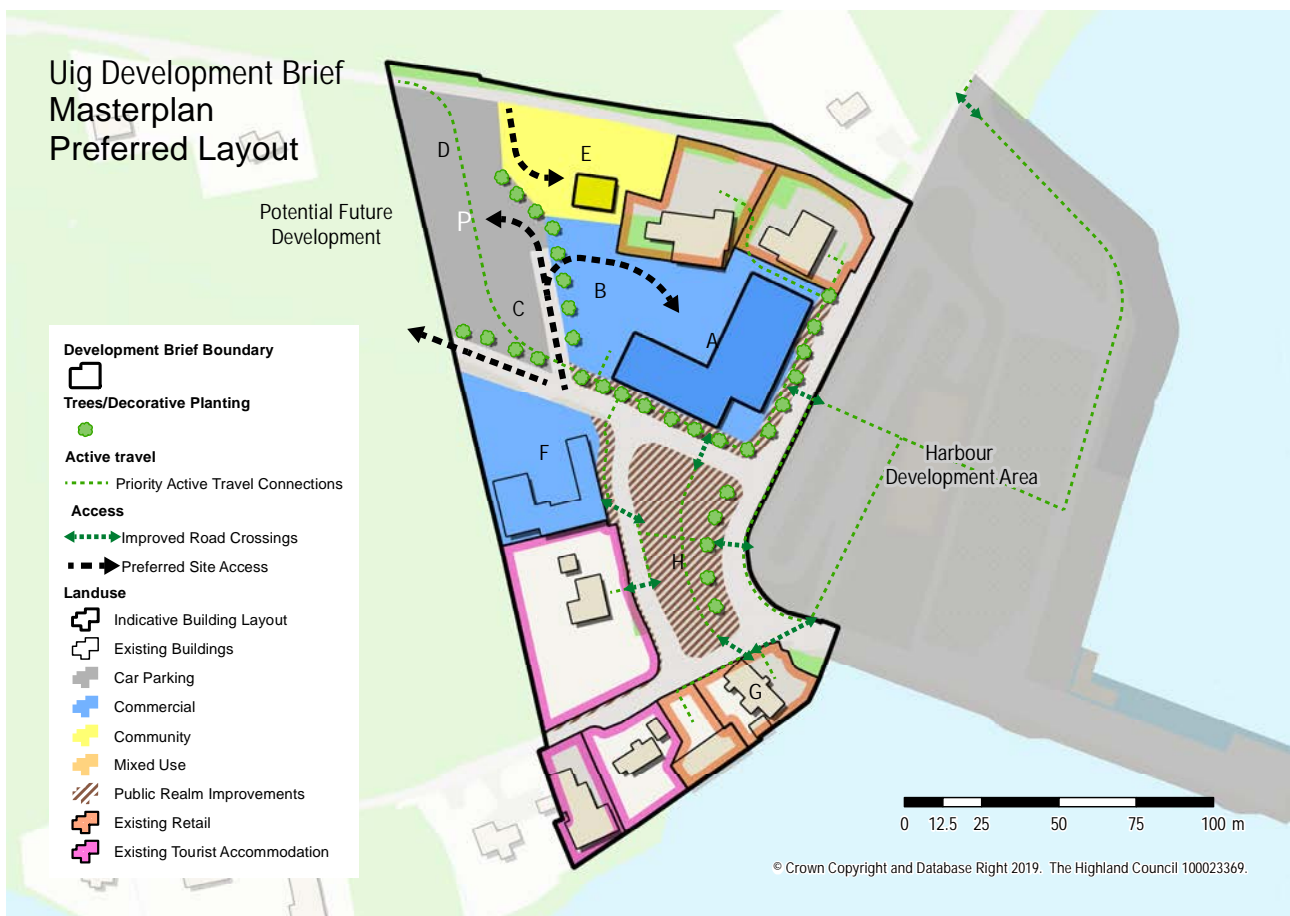 Uig Development Brief
Masterplan
Preferred Layout
Potential Future
Development
D
E
P
B
C
A
F
H
G
Harbour
Development Area
Development Brief Boundary
Trees/Decorative Planting
Active travel
Priority Active Travel Connections
Access
Improved Road Crossings
Preferred Site Access
Landuse
Indicative Building Layout
Existing Buildings
Car Parking
Commercial
Community
Mixed Use
Public Realm Improvements
Existing Retail
Existing Tourist Accommodation
0 12.5 25 50 75 100 m
© Crown Copyright and Database Right 2019. The Highland Council 100023369.